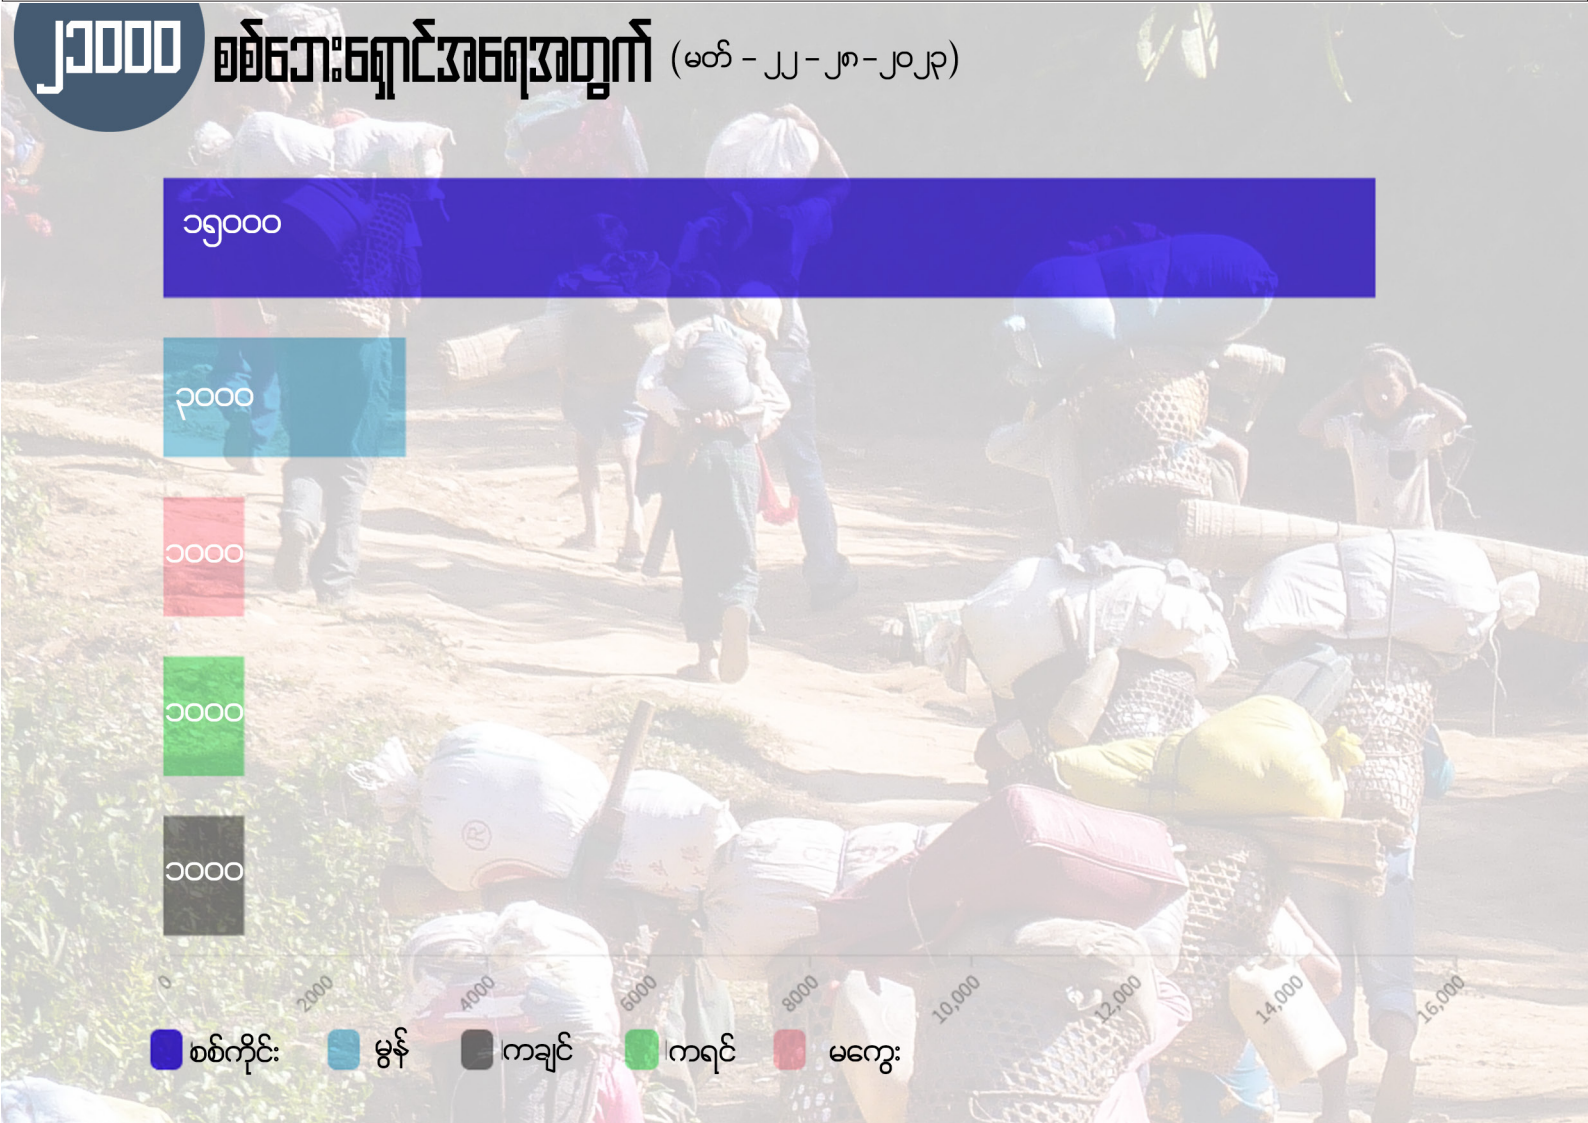 ၂၁၀၀၀ စစ်ဘေးရှောင်အရေအတွက် (မတ် - ၂၂ - ၂၈ - ၂၀၂၃)
၁၅၀၀၀
၃၀၀၀
၁၀၀၀
၁၀၀၀
၁၀၀၀
0 2000 4000 6000 8000 10,000 12,000 14,000 16,000
စစ်ကိုင်း မွန် ကချင် ကရင် မကွေး